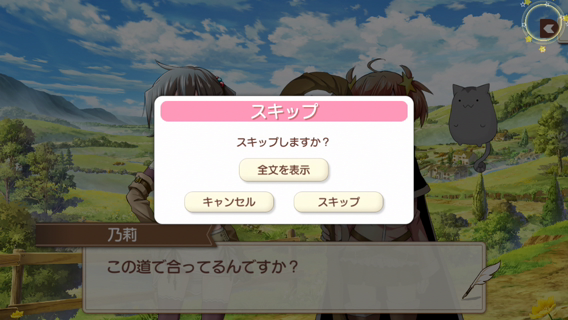 スキップ
スキップしますか？
全文を表示
キャンセル
スキップ
乃莉
この道で合ってるんですか？